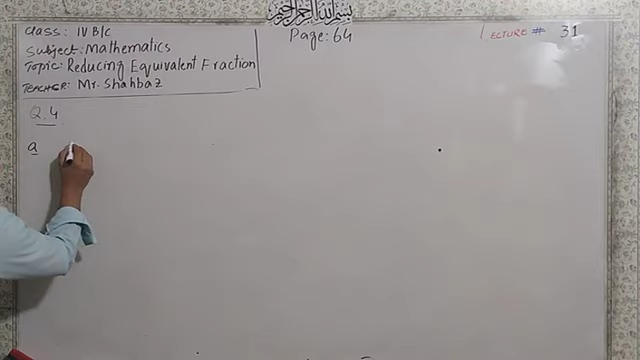 بسم الله الرحمن الرحيم
Class: IV B/C
Page: 64
LECTURE # 31
Subject: Mathematics
Topic: Reducing Equivalent Fraction
TEACHER: Mr. Shahbaz
Q.4
a